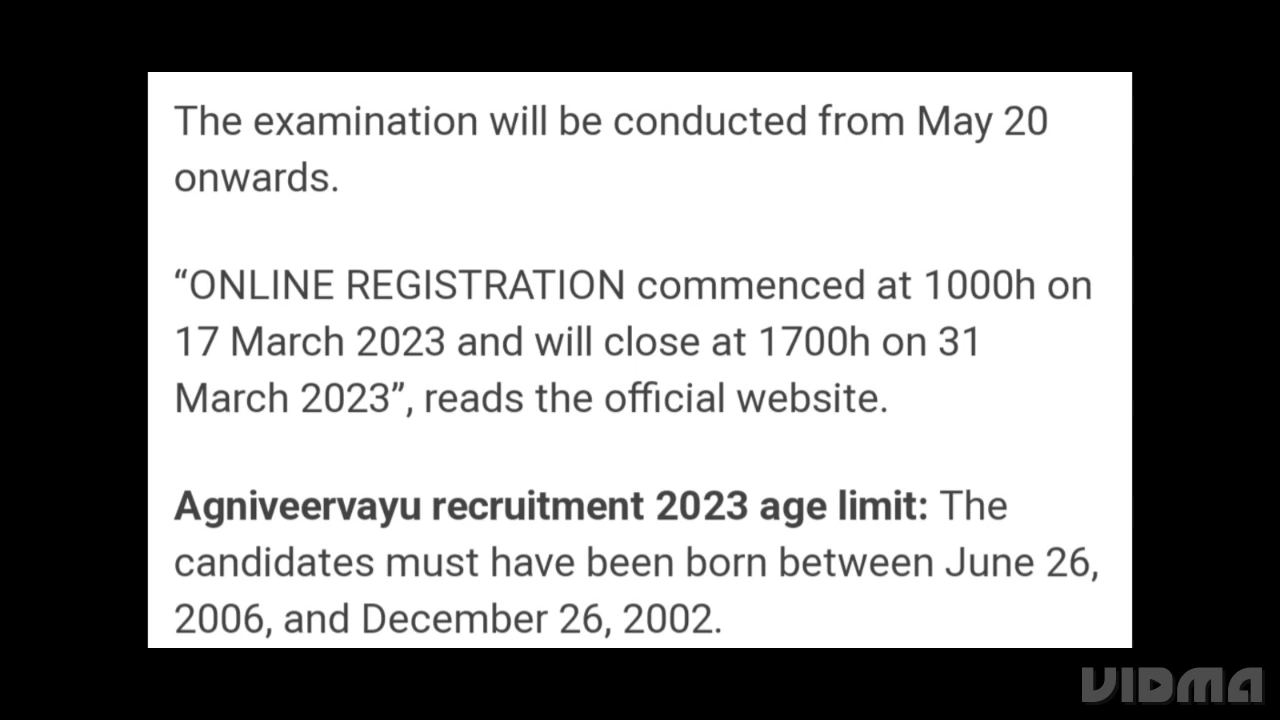 The examination will be conducted from May 20
onwards.
“ONLINE REGISTRATION commenced at 1000h on
17 March 2023 and will close at 1700h on 31
March 2023”, reads the official website.
Agniveervayu recruitment 2023 age limit: The
candidates must have been born between June 26,
2006, and December 26, 2002.
VIDMA